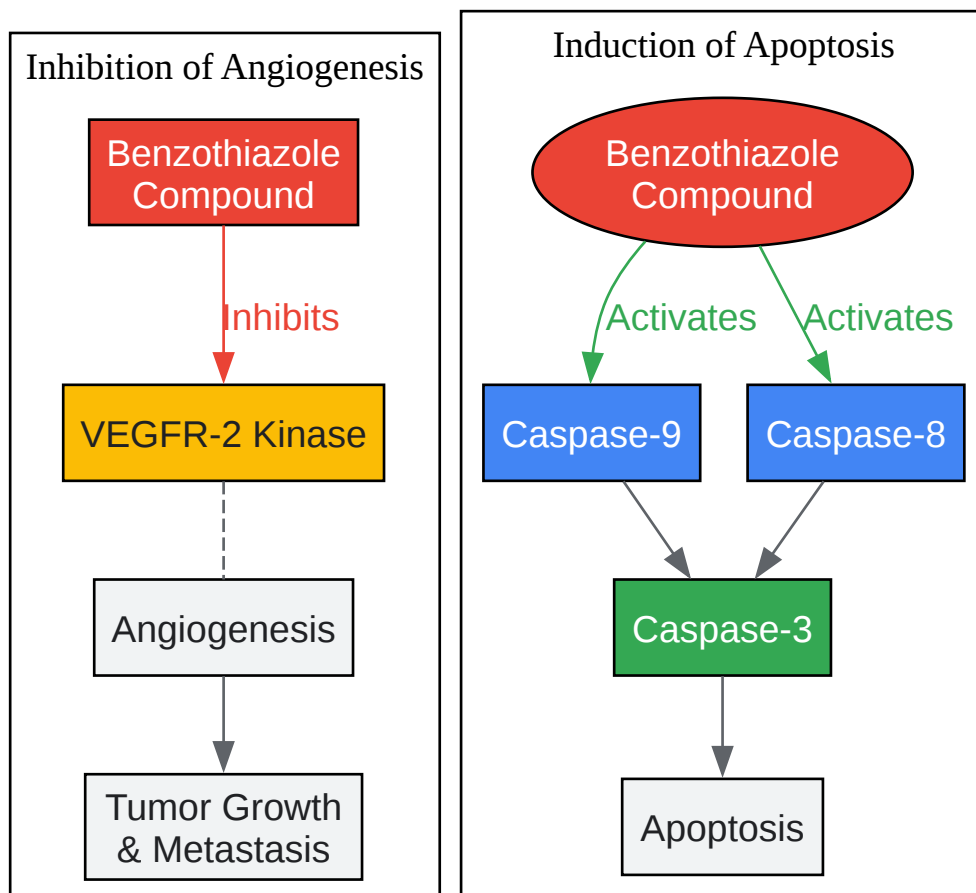 Inhibition of Angiogenesis
Benzothiazole
Compound
Inhibits
VEGFR-2 Kinase
Angiogenesis
Tumor Growth
& Metastasis
Induction of Apoptosis
Benzothiazole
Compound
Activates
Activates
Caspase-9
Caspase-8
Caspase-3
Apoptosis